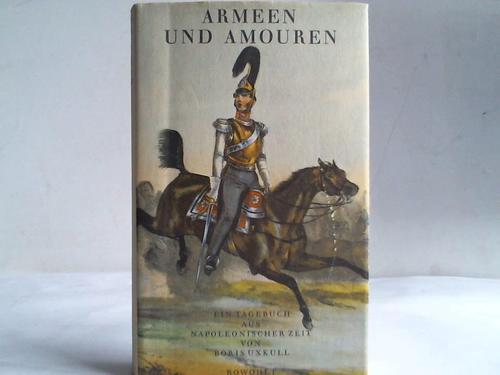 ARMEEN
UND AMOUREN
EIN TAGEBUCH
AUS
NAPOLEONISCHER ZEIT
VON
BORIS UXKULL
ROWOHLT